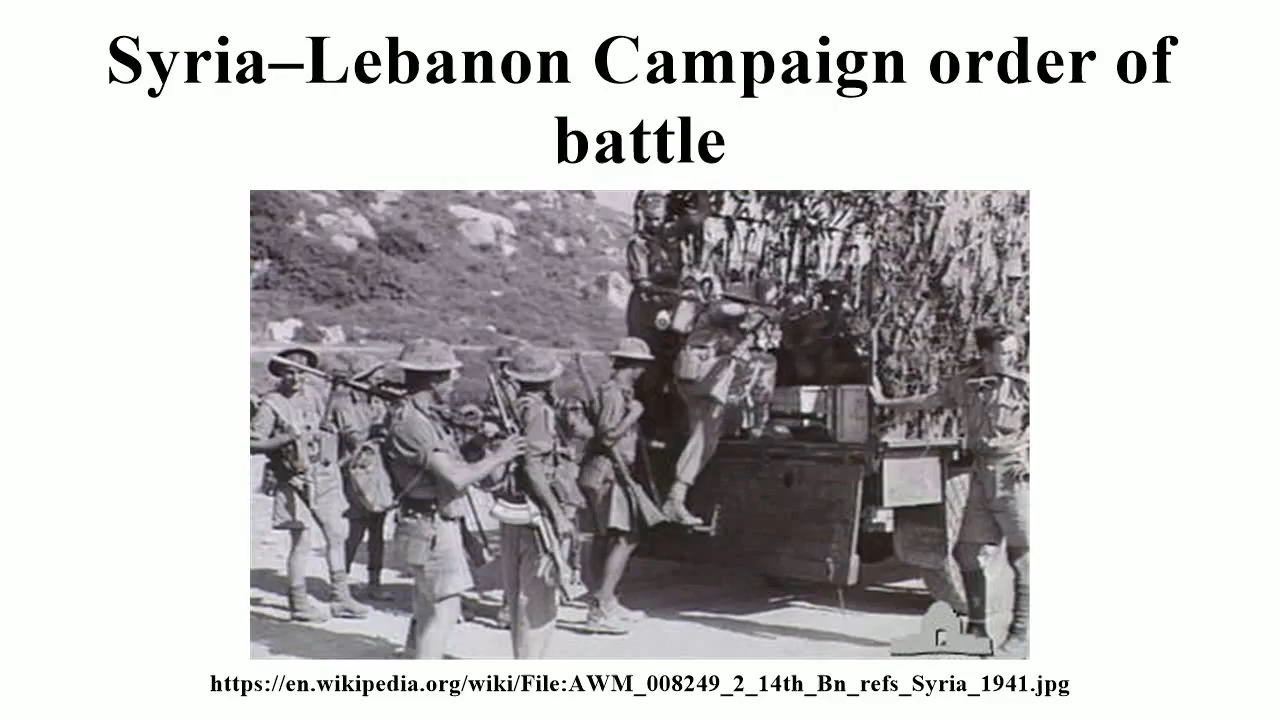 Syria–Lebanon Campaign order of
battle
https://en.wikipedia.org/wiki/File:AWM_008249_2_14th_Bn_refs_Syria_1941.jpg